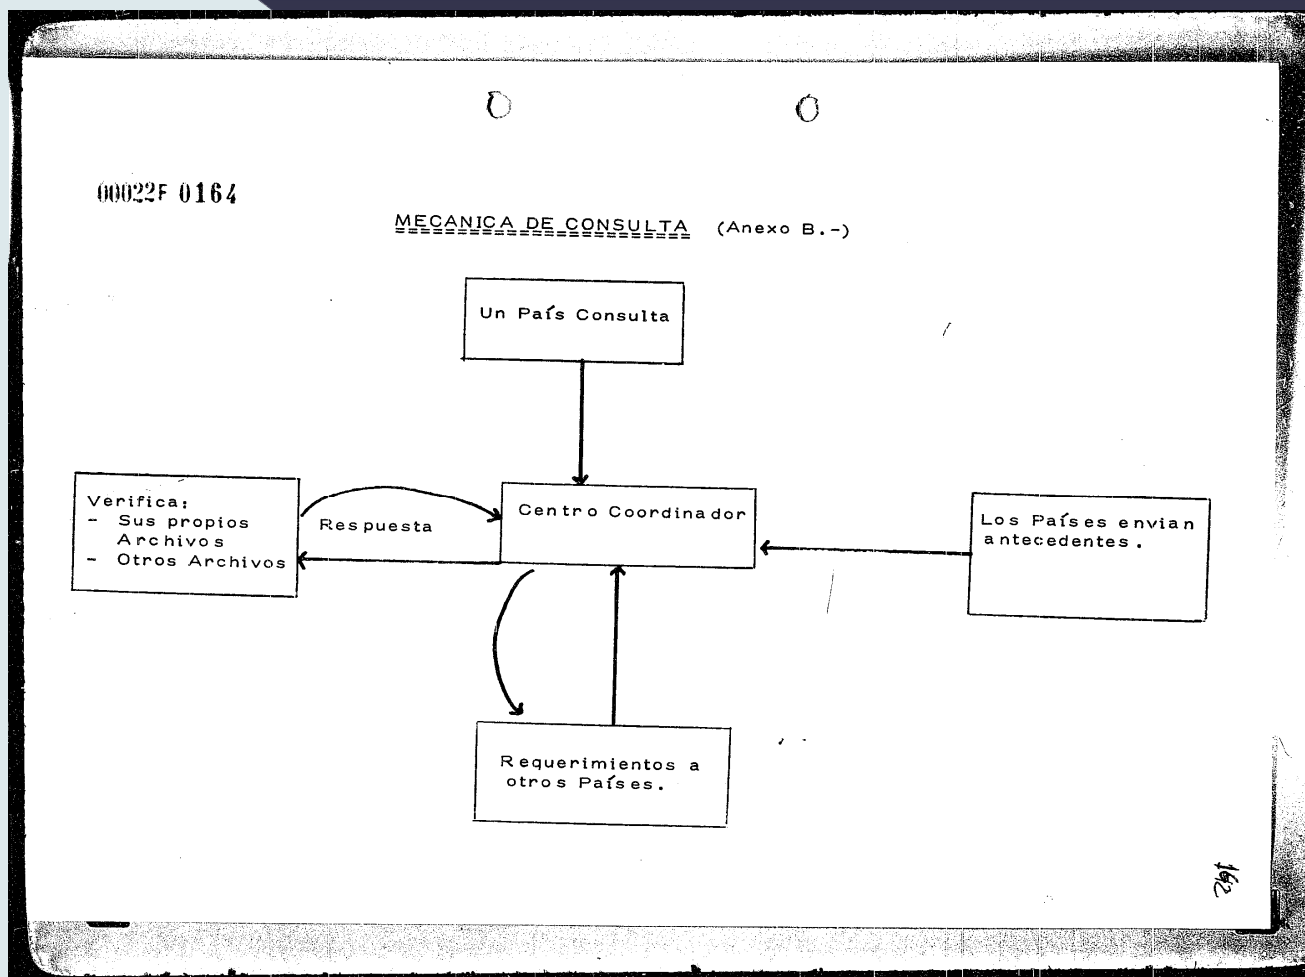 00022F 0164
MECANICA DE CONSULTA (Anexo B.-)
Un País Consulta
Verifica:
- Sus propios
Archivos
- Otros Archivos
Respuesta
Centro Coordinador
Los Países envian
antecedentes.
Requerimientos a
otros Países.
162